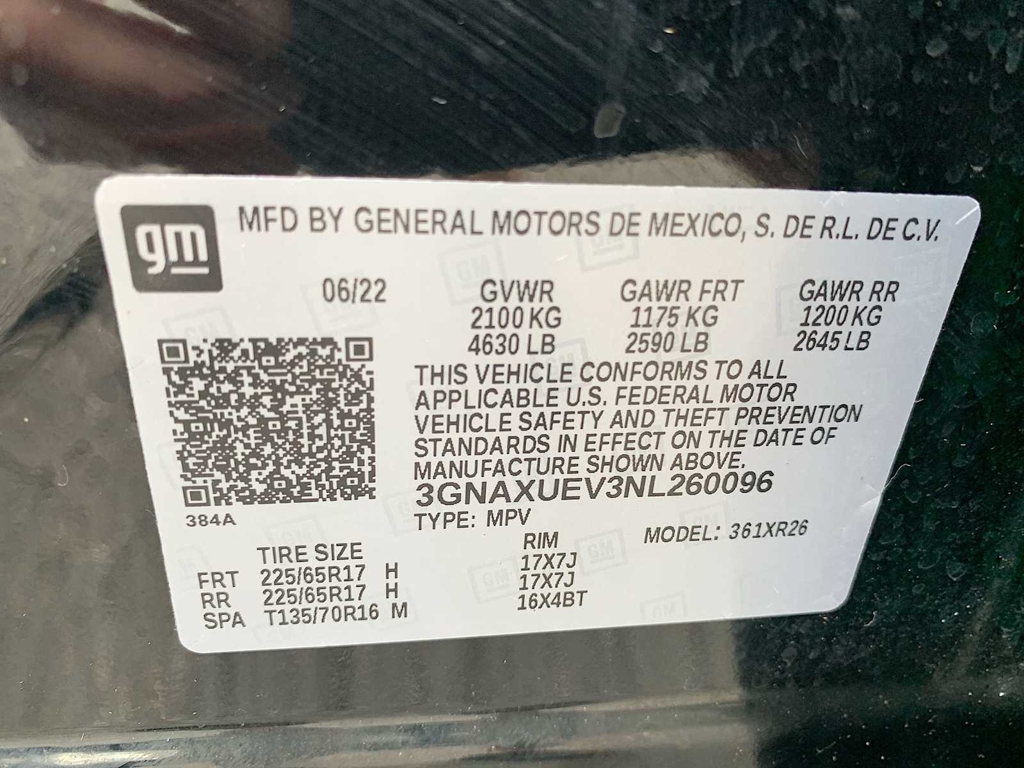 gm
MFD BY GENERAL MOTORS DE MEXICO, S. DE R.L. DE C.V.
06/22 GVWR GAWR FRT GAWR RR
2100 KG 1175 KG 1200 KG
4630 LB 2590 LB 2645 LB
THIS VEHICLE CONFORMS TO ALL
APPLICABLE U.S. FEDERAL MOTOR
VEHICLE SAFETY AND THEFT PREVENTION
STANDARDS IN EFFECT ON THE DATE OF
MANUFACTURE SHOWN ABOVE.
3GNAXUEV3NL260096
384A
TYPE: MPV MODEL: 361XR26
TIRE SIZE RIM
FRT 225/65R17 H 17X7J
RR 225/65R17 H 17X7J
SPA T135/70R16 M 16X4BT